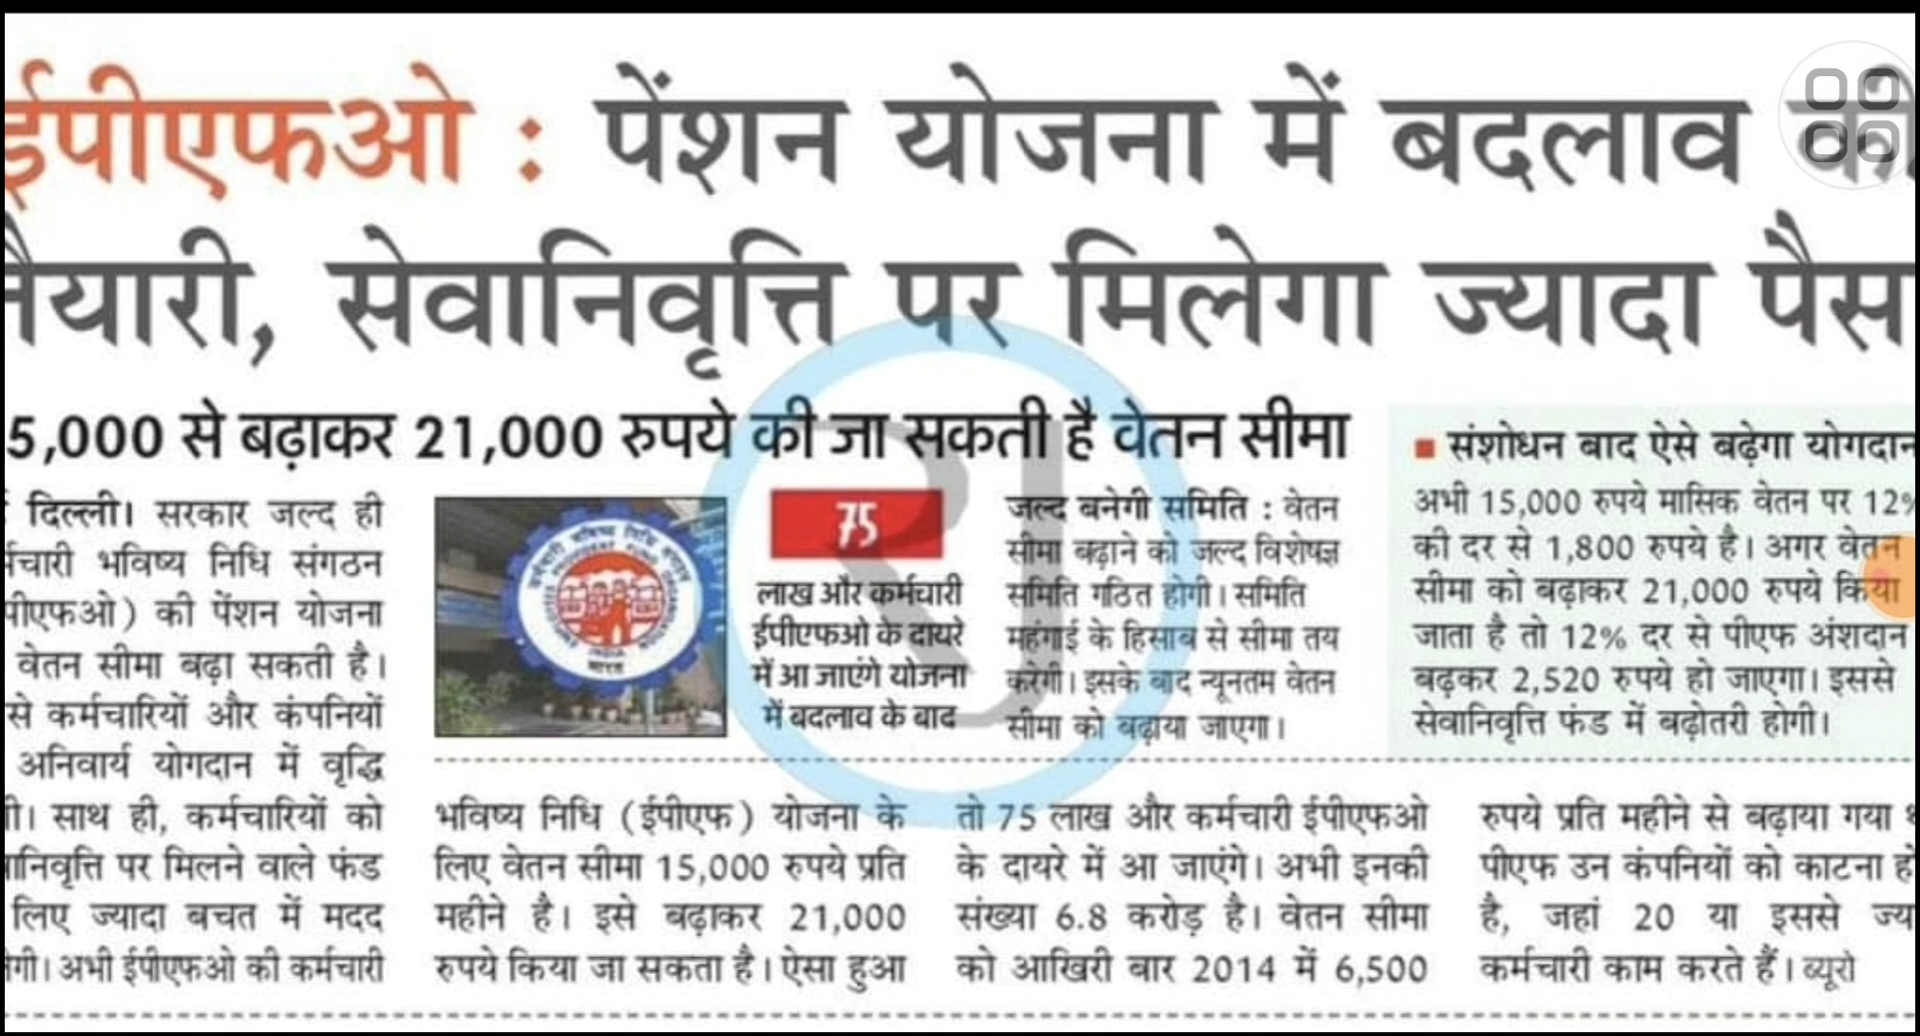 ईपीएफओ : पेंशन योजना में बदलाव की
तैयारी, सेवानिवृत्ति पर मिलेगा ज्यादा पैस
5,000 से बढ़ाकर 21,000 रुपये की जा सकती है वेतन सीमा
दिल्ली। सरकार जल्द ही
र्मचारी भविष्य निधि संगठन
पीएफओ) की पेंशन योजना
वेतन सीमा बढ़ा सकती है।
से कर्मचारियों और कंपनियों
अनिवार्य योगदान में वृद्धि
गी। साथ ही, कर्मचारियों को
वानिवृत्ति पर मिलने वाले फंड
लिए ज्यादा बचत में मदद
अभी ईपीएफओ की कर्मचारी
75
लाख और कर्मचारी
ईपीएफओ के दायरे
में आ जाएंगे योजना
में बदलाव के बाद
जल्द बनेगी समिति : वेतन
सीमा बढ़ाने को जल्द विशेषज्ञ
समिति गठित होगी। समिति
महंगाई के हिसाब से सीमा तय
करेगी। इसके बाद न्यूनतम वेतन
सीमा को बढ़ाया जाएगा।
■ संशोधन बाद ऐसे बढ़ेगा योगदान
अभी 15,000 रुपये मासिक वेतन पर 12%
की दर से 1,800 रुपये है। अगर वेतन
सीमा को बढ़ाकर 21,000 रुपये किया
जाता है तो 12% दर से पीएफ अंशदान
बढ़कर 2,520 रुपये हो जाएगा। इससे
सेवानिवृत्ति फंड में बढ़ोतरी होगी।
भविष्य निधि (ईपीएफ) योजना के
लिए वेतन सीमा 15,000 रुपये प्रति
महीने है। इसे बढ़ाकर 21,000
रुपये किया जा सकता है। ऐसा हुआ
तो 75 लाख और कर्मचारी ईपीएफओ
के दायरे में आ जाएंगे। अभी इनकी
संख्या 6.8 करोड़ है। वेतन सीमा
को आखिरी बार 2014 में 6,500
रुपये प्रति महीने से बढ़ाया गया
पीएफ उन कंपनियों को काटना
है, जहां 20 या इससे ज्य
कर्मचारी काम करते हैं। ब्यूरो